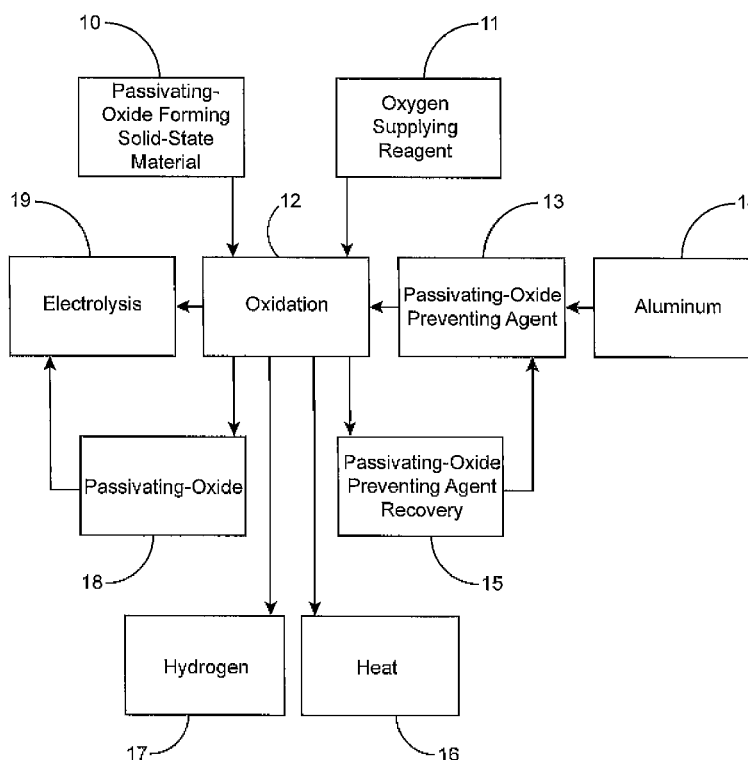 10
11
Passivating-
Oxide Forming
Solid-State
Material
Oxygen
Supplying
Reagent
19
12
13
Electrolysis
Oxidation
Passivating-Oxide
Preventing Agent
Aluminum
Passivating-Oxide
Passivating-Oxide
Preventing Agent
Recovery
18
15
Hydrogen
Heat
17
16